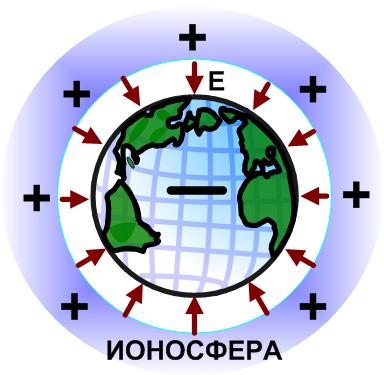 +
E
+ +
+ − +
+ +
ИОНОСФЕРА